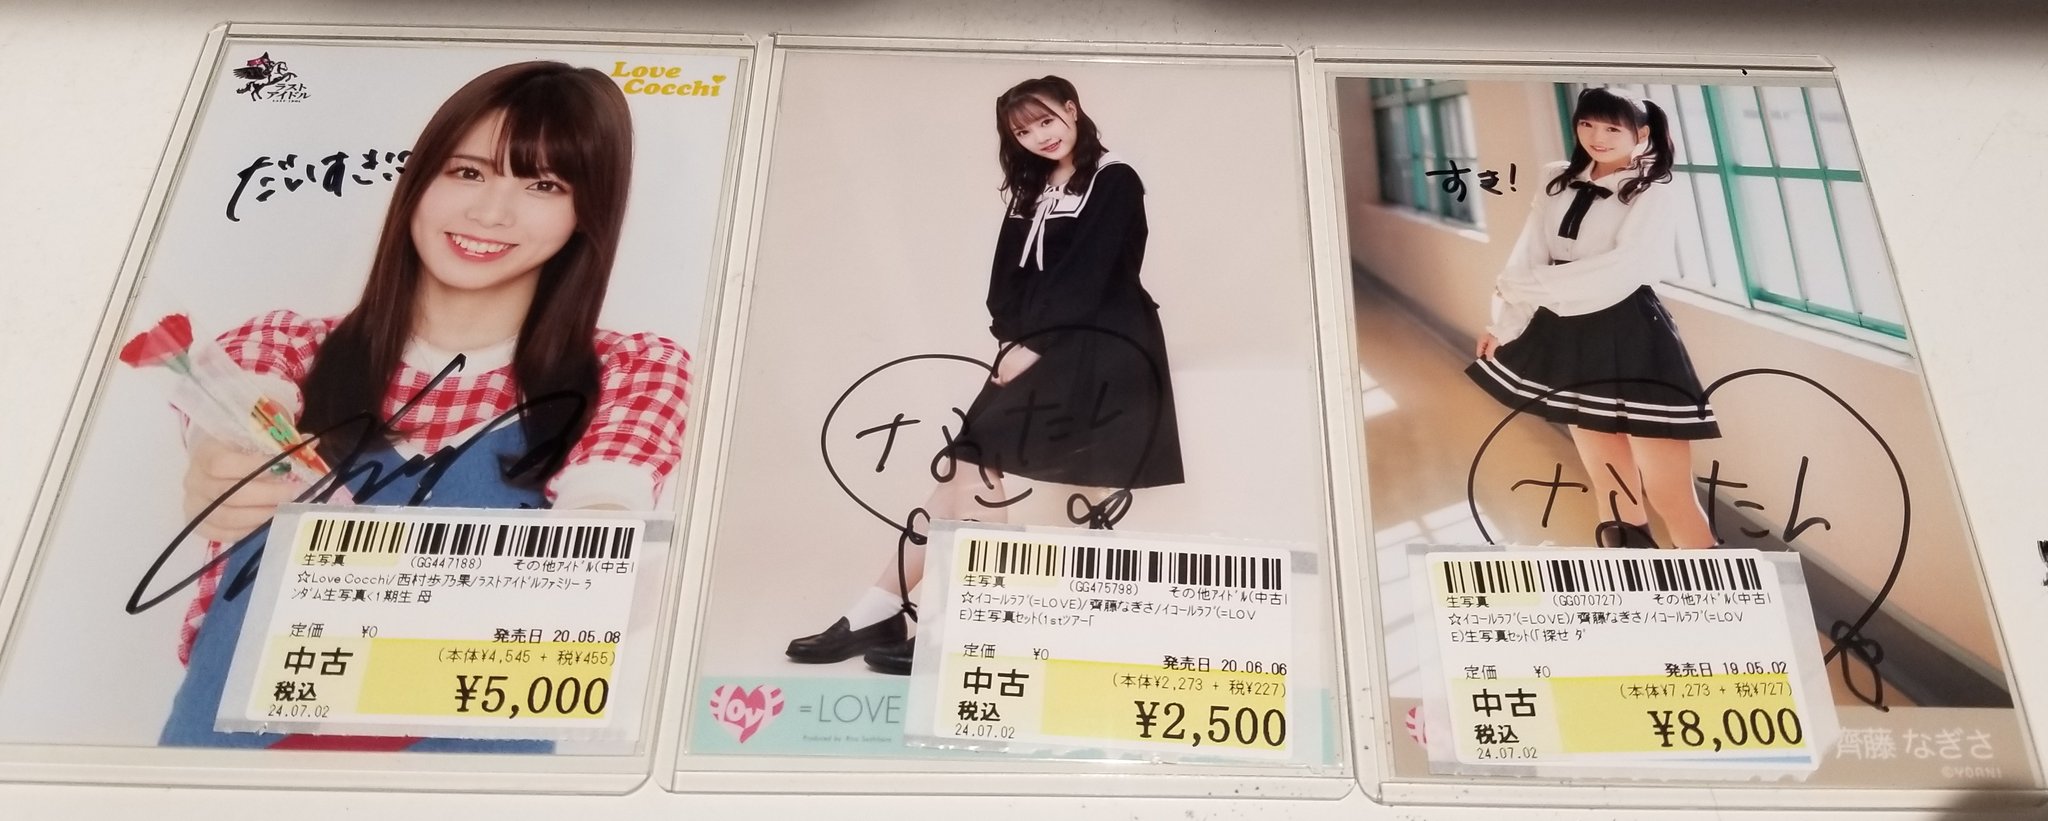 ラスト
アイドル
LAST IDOL
Love
Cocchi
だいすき!!
生写真 (GG447188) その他アイドル(中古)
☆Love Cocchi/西村歩乃果/ラストアイドルファミリー ラ
ンダム生写真<1期生 母
定価 ¥0 発売日 20.05.08
中古 (本体¥4,545 + 税¥455)
税込 ¥5,000
24.07.02
なぁたん
生写真 (GG475798) その他アイドル(中古)
☆イコールラブ(=LOVE)/齊藤なぎさ/イコールラブ(=LOV
E)生写真セット(1stツアー「
定価 ¥0 発売日 20.06.06
中古 (本体¥2,273 + 税¥227)
税込 ¥2,500
24.07.02
love
=LOVE
すき!
なぁたん
生写真 (GG070727) その他アイドル(中古)
☆イコールラブ(=LOVE)/齊藤なぎさ/イコールラブ(=LOV
E)生写真セット(「探せ ダ
定価 ¥0 発売日 19.05.02
中古 (本体¥7,273 + 税¥727)
税込 ¥8,000
24.07.02
齊藤 なぎさ
©YOANI